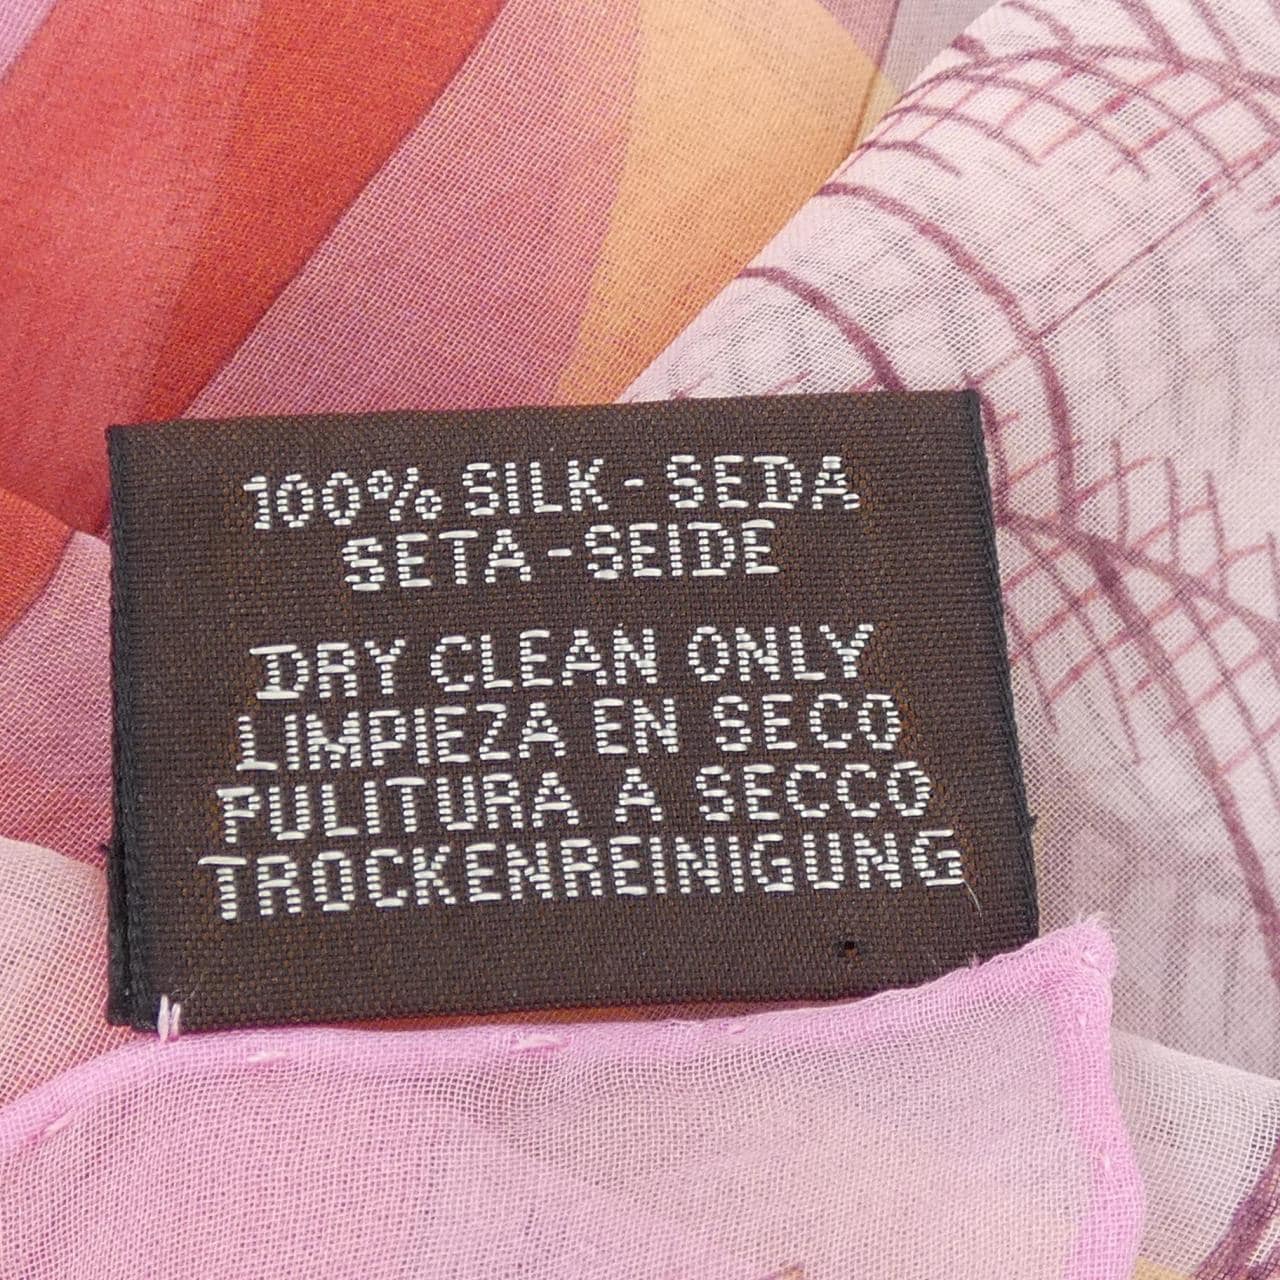 100% SILK - SEDA
SETA - SEIDE
DRY CLEAN ONLY
LIMPIEZA EN SECO
PULITURA A SECCO
TROCKENREINIGUNG